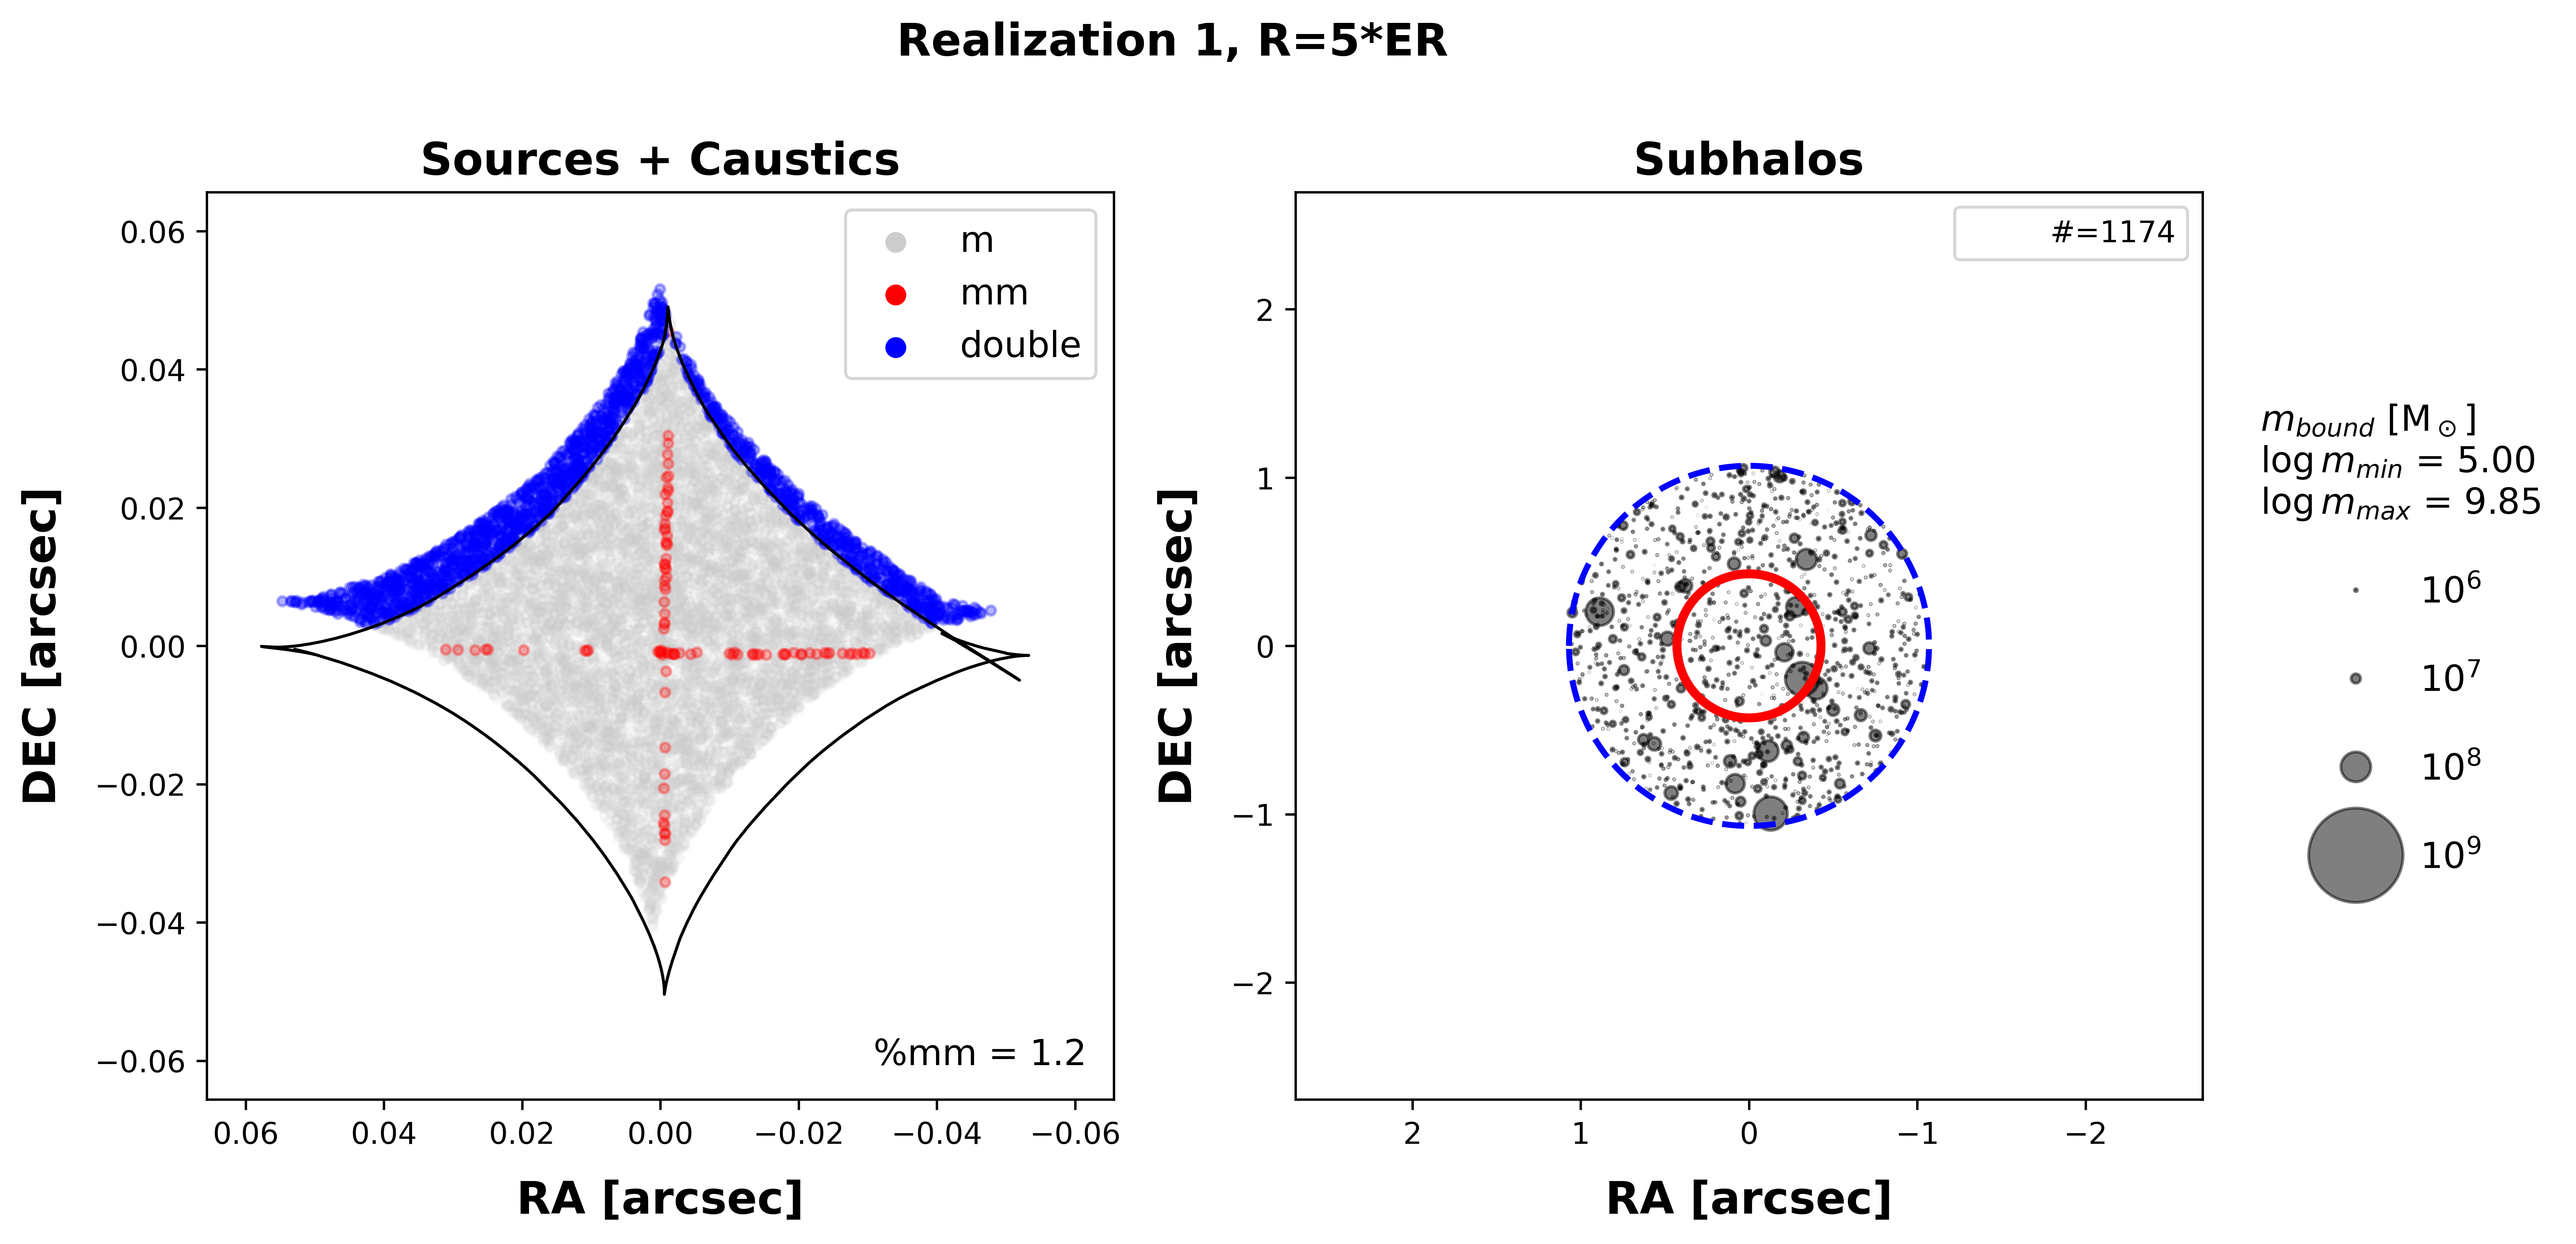 Realization 1, R=5*ER
Sources + Caustics
m
mm
double
%mm = 1.2
0.06
0.04
0.02
0.00
−0.02
−0.04
−0.06
DEC [arcsec]
0.06
0.04
0.02
0.00
−0.02
−0.04
−0.06
RA [arcsec]
Subhalos
#=1174
2
1
0
−1
−2
DEC [arcsec]
2
1
0
−1
−2
RA [arcsec]
m_bound [M_⊙]
log m_min = 5.00
log m_max = 9.85
10^6
10^7
10^8
10^9